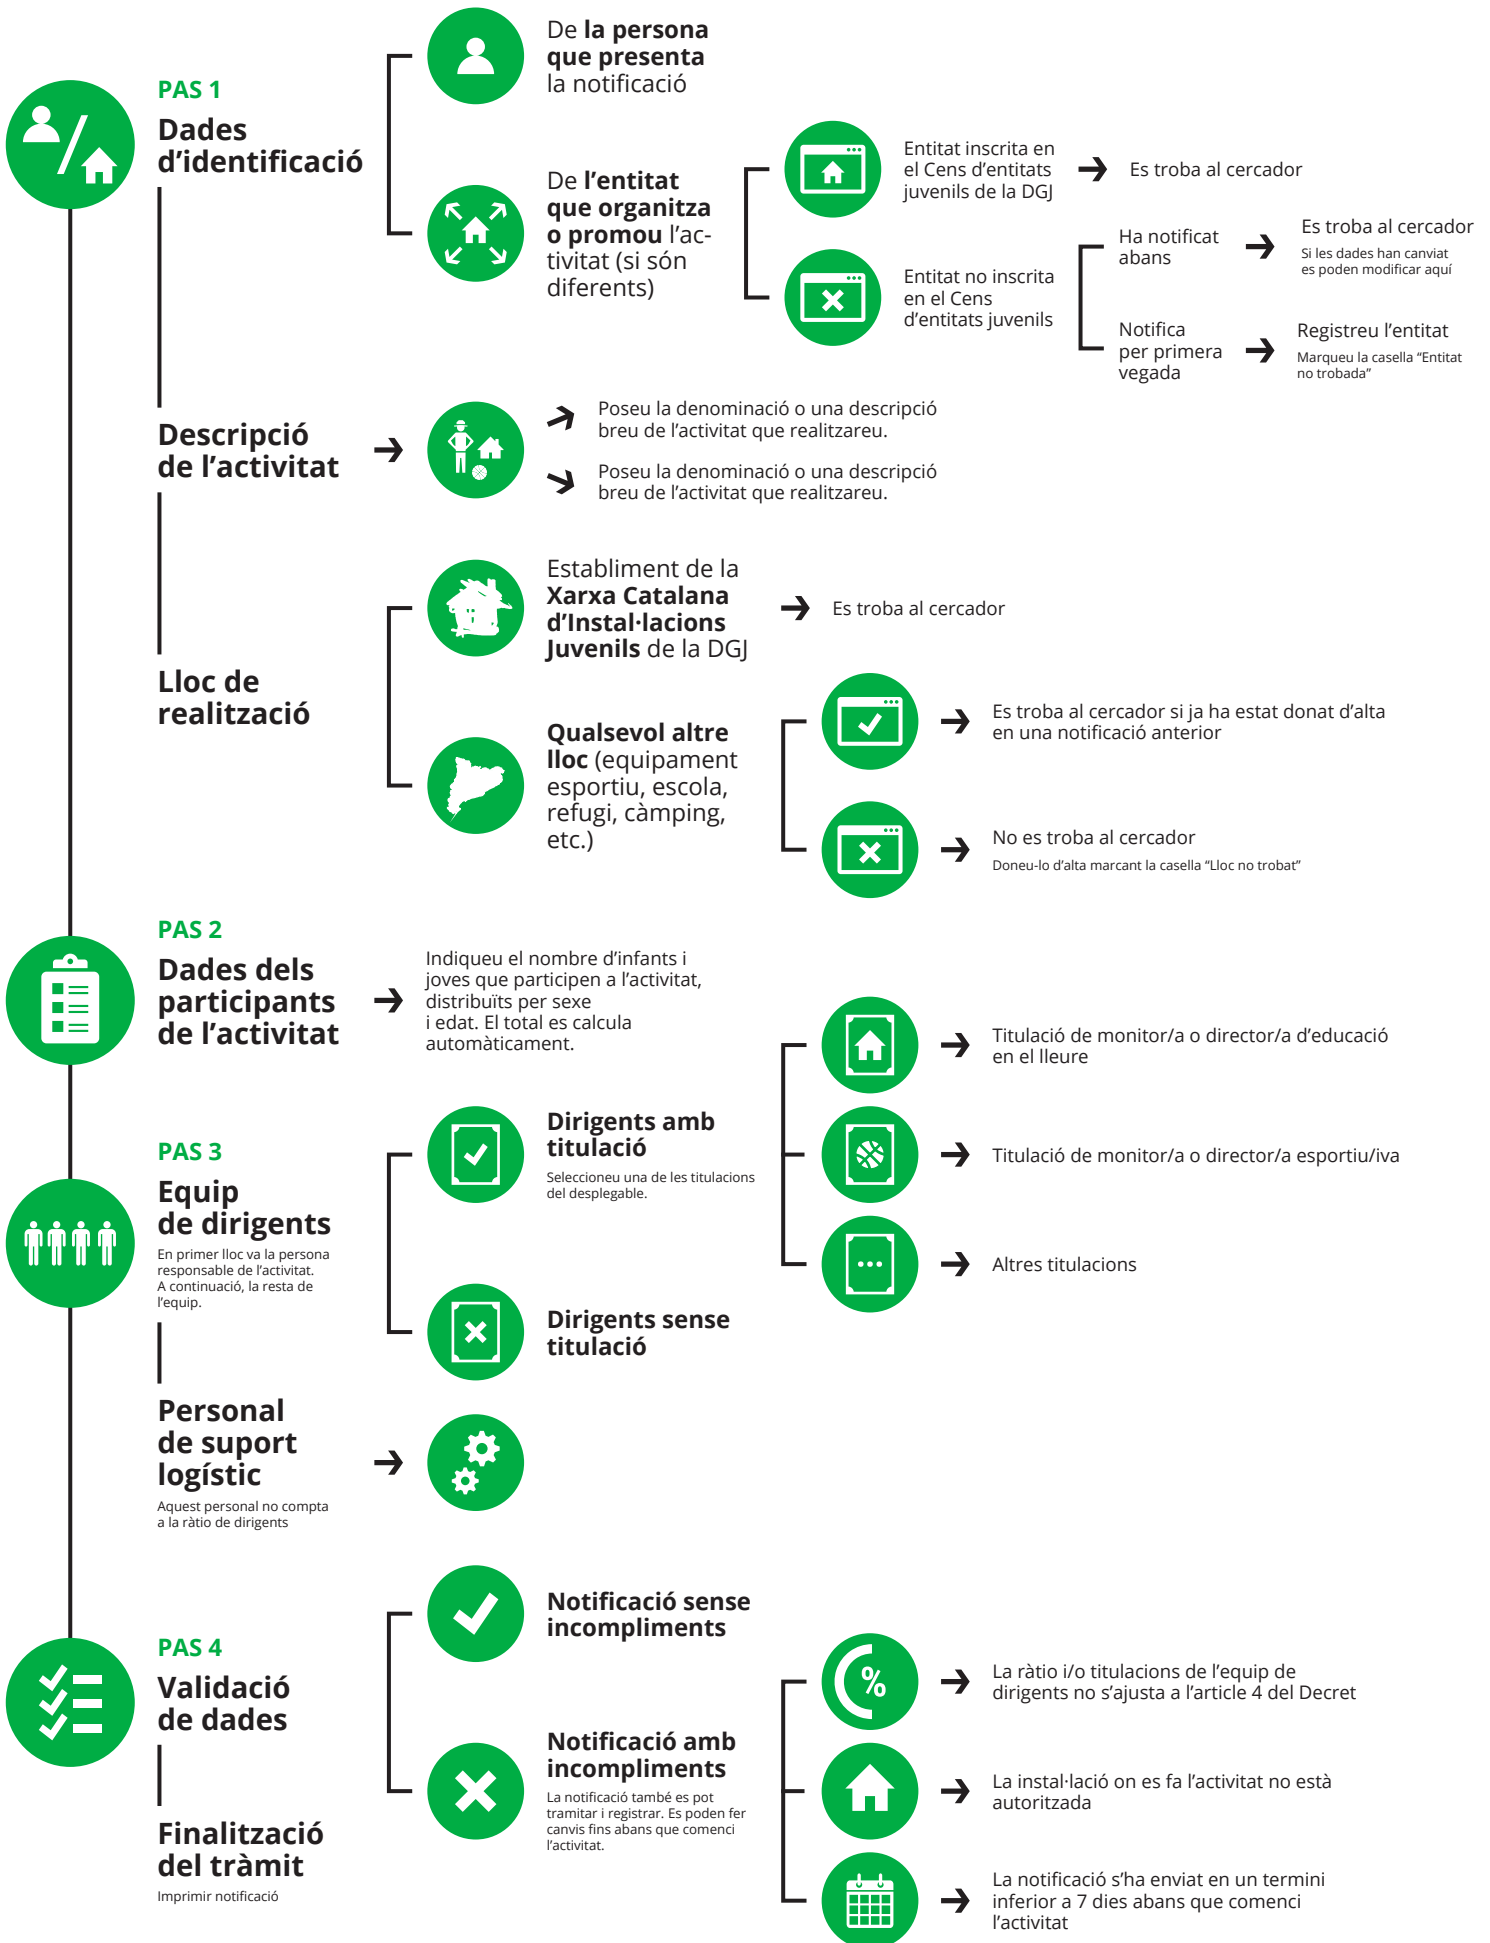 PAS 1
Dades
d’identificació
De la persona
que presenta
la notificació
De l’entitat
que organitza
o promou l’ac-
tivitat (si són
diferents)
Entitat inscrita en
el Cens d’entitats
juvenils de la DGJ
Es troba al cercador
Entitat no inscrita
en el Cens
d’entitats juvenils
Ha notificat
abans
Es troba al cercador
Si les dades han canviat
es poden modificar aquí
Notifica
per primera
vegada
Registreu l’entitat
Marqueu la casella “Entitat
no trobada”
Descripció
de l’activitat
Poseu la denominació o una descripció
breu de l’activitat que realitzareu.
Poseu la denominació o una descripció
breu de l’activitat que realitzareu.
Lloc de
realització
Establiment de la
Xarxa Catalana
d’Instal·lacions
Juvenils de la DGJ
Es troba al cercador
Qualsevol altre
lloc (equipament
esportiu, escola,
refugi, càmping,
etc.)
Es troba al cercador si ja ha estat donat d’alta
en una notificació anterior
No es troba al cercador
Doneu-lo d’alta marcant la casella “Lloc no trobat”
PAS 2
Dades dels
participants
de l’activitat
Indiqueu el nombre d’infants i
joves que participen a l’activitat,
distribuïts per sexe
i edat. El total es calcula
automàticament.
PAS 3
Equip
de dirigents
En primer lloc va la persona
responsable de l’activitat.
A continuació, la resta de
l’equip.
Dirigents amb
titulació
Seleccioneu una de les titulacions
del desplegable.
Titulació de monitor/a o director/a d’educació
en el lleure
Titulació de monitor/a o director/a esportiu/iva
Altres titulacions
Dirigents sense
titulació
Personal
de suport
logístic
Aquest personal no compta
a la ràtio de dirigents
PAS 4
Validació
de dades
Notificació sense
incompliments
Notificació amb
incompliments
La notificació també es pot
tramitar i registrar. Es poden fer
canvis fins abans que comenci
l’activitat.
%
La ràtio i/o titulacions de l’equip de
dirigents no s’ajusta a l’article 4 del Decret
La instal·lació on es fa l’activitat no està
autoritzada
La notificació s’ha enviat en un termini
inferior a 7 dies abans que comenci
l’activitat
Finalització
del tràmit
Imprimir notificació